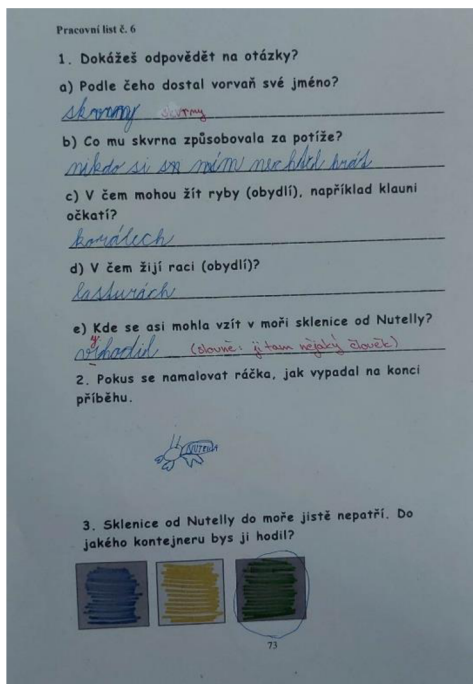 Pracovní list č. 6
1. Dokážeš odpovědět na otázky?
a) Podle čeho dostal vorvaň své jméno?
skvrny skvrny
b) Co mu skvrna způsobovala za potíže?
nikdo si s ním nechtěl hrát
c) V čem mohou žít ryby (obydlí), například klauni
očkatí?
korálech
d) V čem žijí raci (obydlí)?
lasturách
e) Kde se asi mohla vzít v moři sklenice od Nutelly?
vyhodil (slovně: ji tam nějaký člověk)
2. Pokus se namalovat ráčka, jak vypadal na konci
příběhu.
NUTELLA
3. Sklenice od Nutelly do moře jistě nepatří. Do
jakého kontejneru bys ji hodil?
73